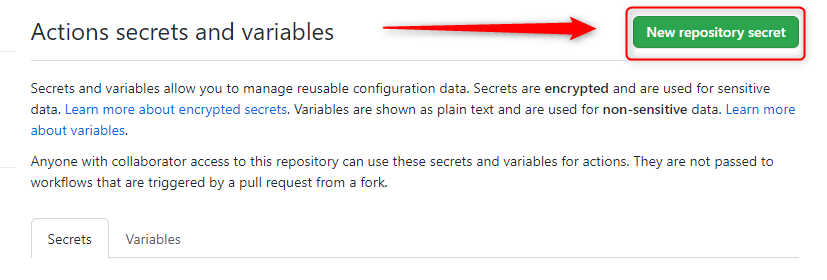 Actions secrets and variables
New repository secret
Secrets and variables allow you to manage reusable configuration data. Secrets are encrypted and are used for sensitive
data. Learn more about encrypted secrets. Variables are shown as plain text and are used for non-sensitive data. Learn more
about variables.
Anyone with collaborator access to this repository can use these secrets and variables for actions. They are not passed to
workflows that are triggered by a pull request from a fork.
Secrets
Variables